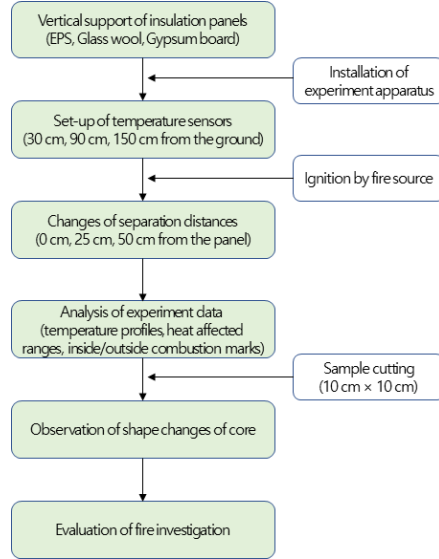 Vertical support of insulation panels
(EPS, Glass wool, Gypsum board)
Installation of
experiment apparatus
Set-up of temperature sensors
(30 cm, 90 cm, 150 cm from the ground)
Ignition by fire source
Changes of separation distances
(0 cm, 25 cm, 50 cm from the panel)
Analysis of experiment data
(temperature profiles, heat affected
ranges, inside/outside combustion marks)
Sample cutting
(10 cm × 10 cm)
Observation of shape changes of core
Evaluation of fire investigation